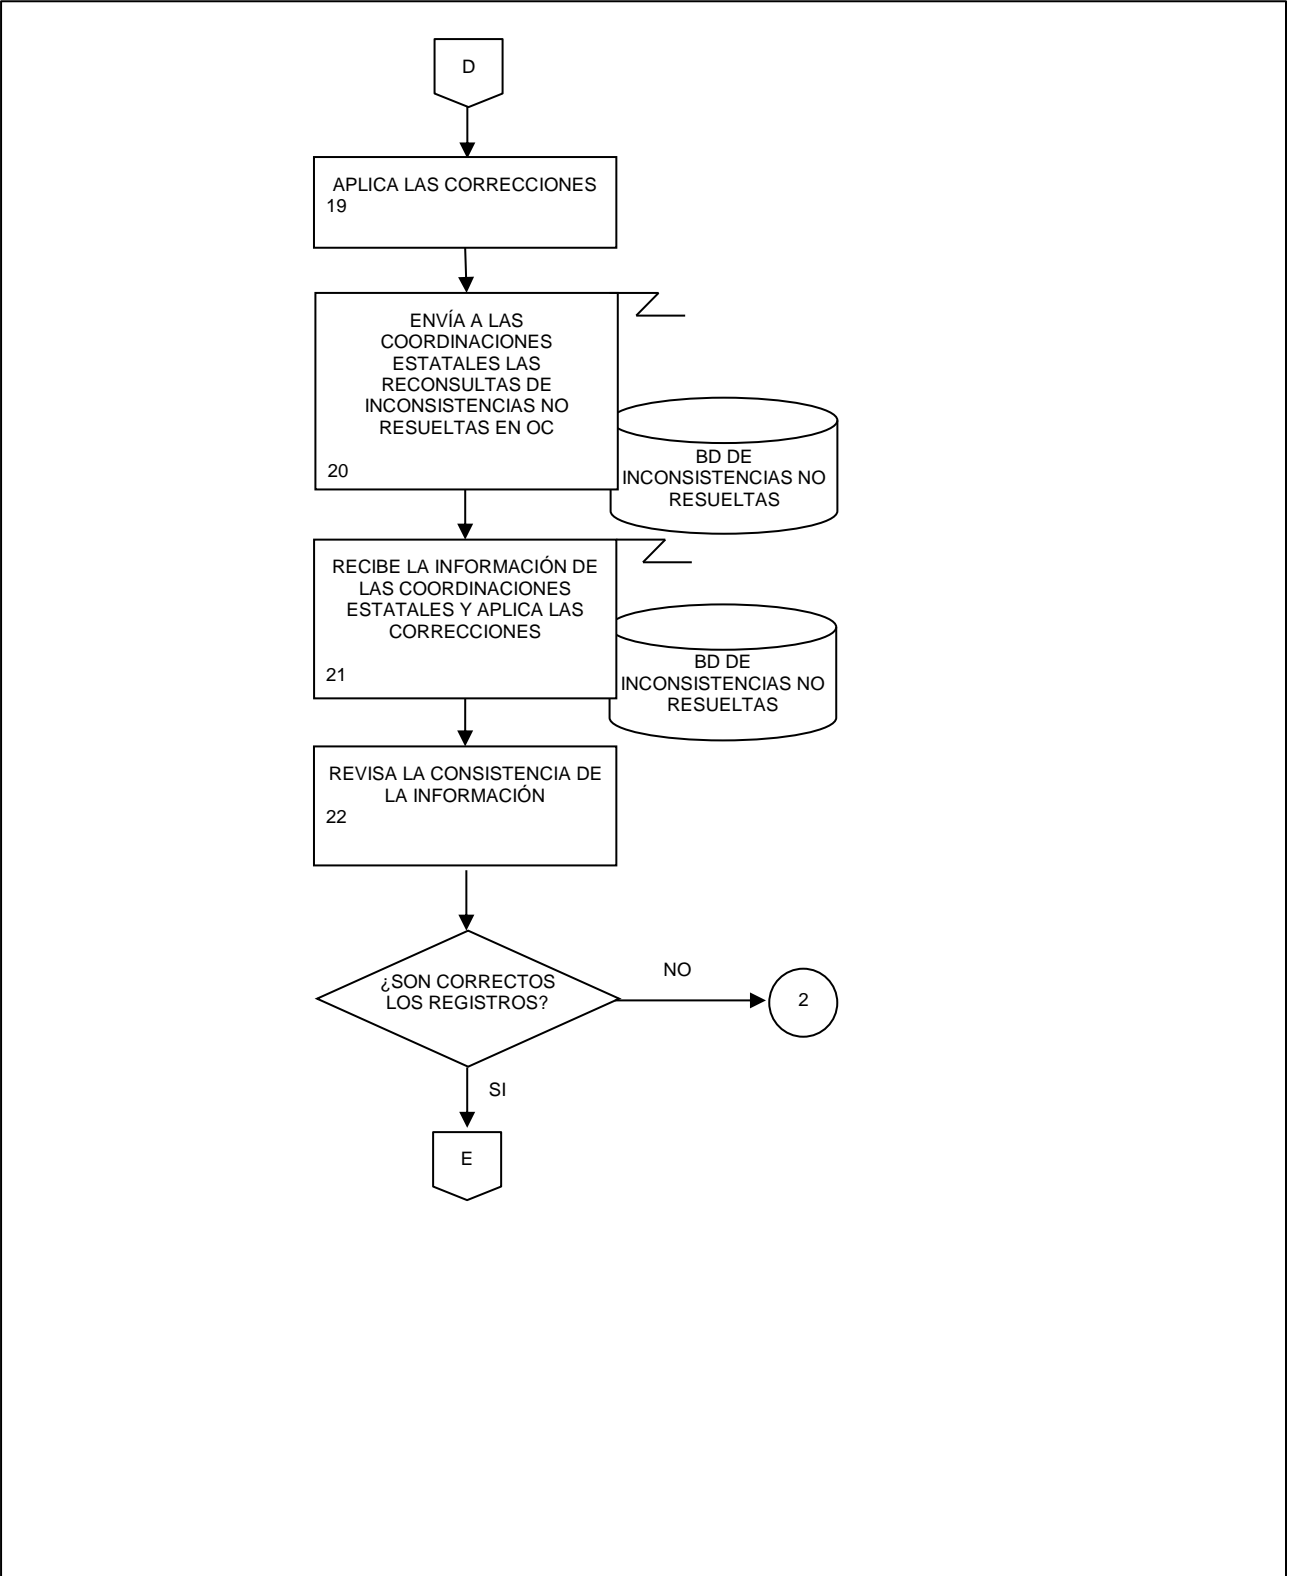 D
APLICA LAS CORRECCIONES
19
ENVÍA A LAS
COORDINACIONES
ESTATALES LAS
RECONSULTAS DE
INCONSISTENCIAS NO
RESUELTAS EN OC
20
BD DE
INCONSISTENCIAS NO
RESUELTAS
RECIBE LA INFORMACIÓN DE
LAS COORDINACIONES
ESTATALES Y APLICA LAS
CORRECCIONES
21
BD DE
INCONSISTENCIAS NO
RESUELTAS
REVISA LA CONSISTENCIA DE
LA INFORMACIÓN
22
¿SON CORRECTOS
LOS REGISTROS?
NO
2
SI
E